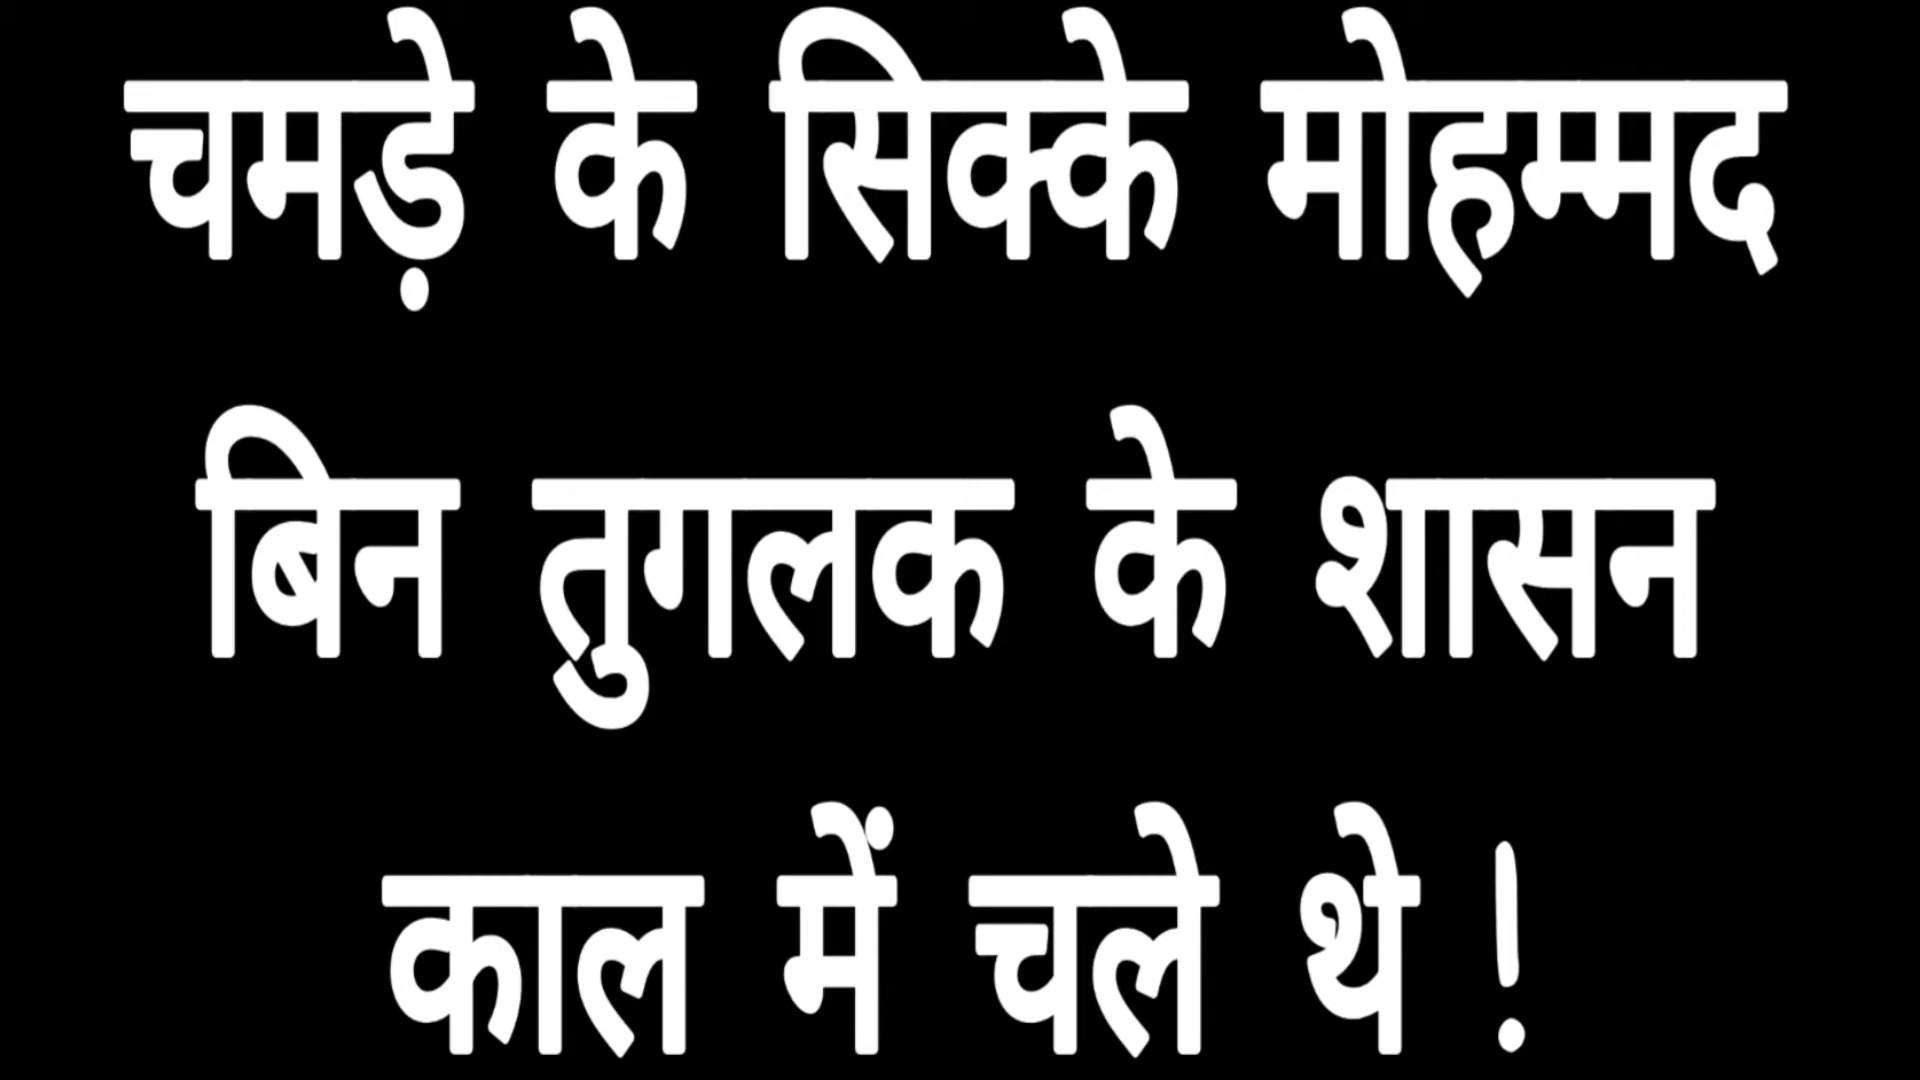 चमड़े के सिक्के मोहम्मद
बिन तुगलक के शासन
काल में चले थे !